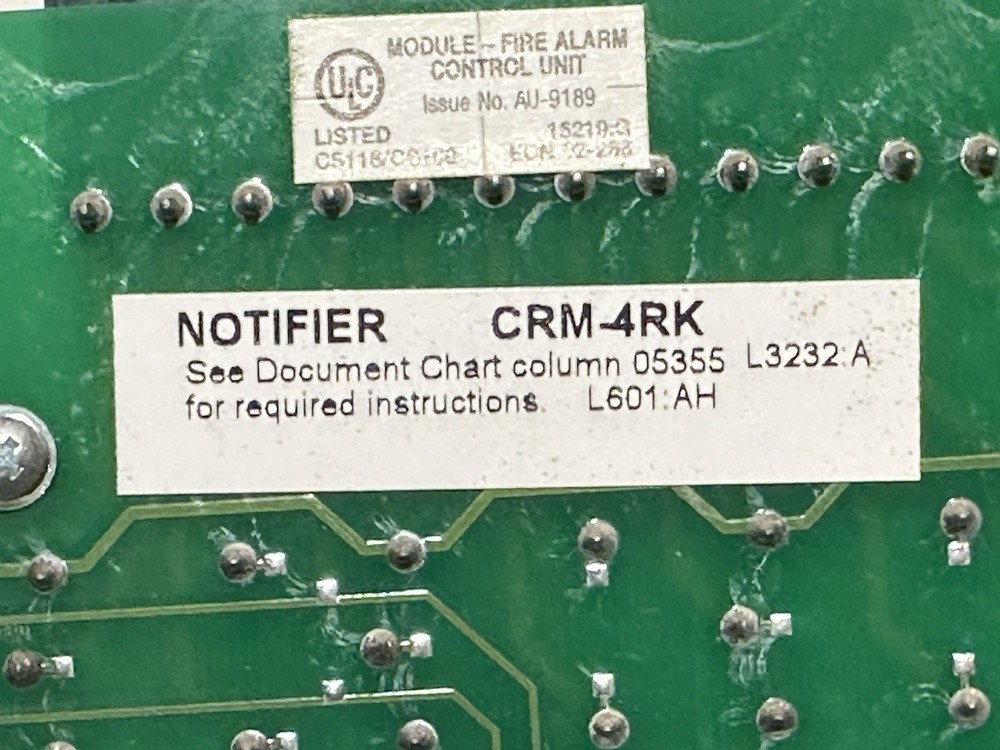 ULC
MODULE - FIRE ALARM
CONTROL UNIT
Issue No. AU-9189
LISTED
NOTIFIER CRM-4RK
See Document Chart column 05355 L3232:A
for required instructions. L601:AH